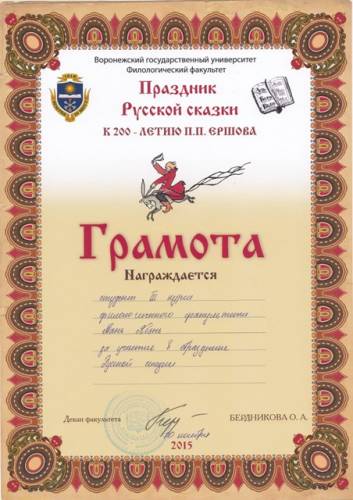 Воронежский государственный университет
Филологический факультет
Праздник
Русской сказки
К 200 - ЛЕТИЮ П.П. ЕРШОВА
Грамота
НАГРАЖДАЕТСЯ
студент III курса
филологического факультета
за участие в празднике
Русской сказки
Декан факультета
БЕРДНИКОВА О. А.
2015